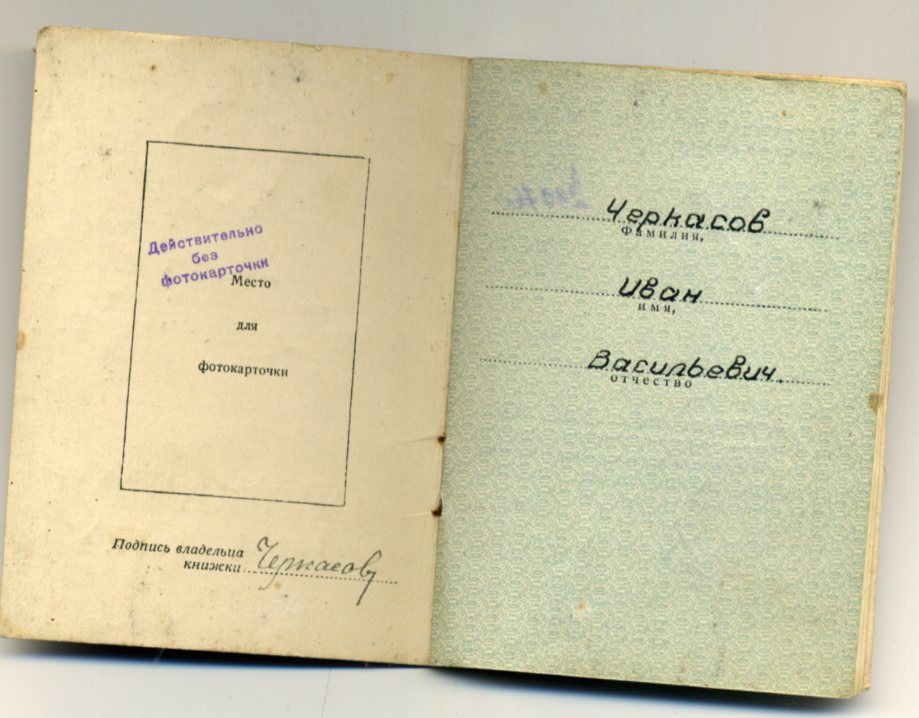 Действительно
без
фотокарточки
Место
для
фотокарточки
Подпись владельца
книжки Черкасов
Черкасов
фамилия,
Иван
имя,
Васильевич.
отчество